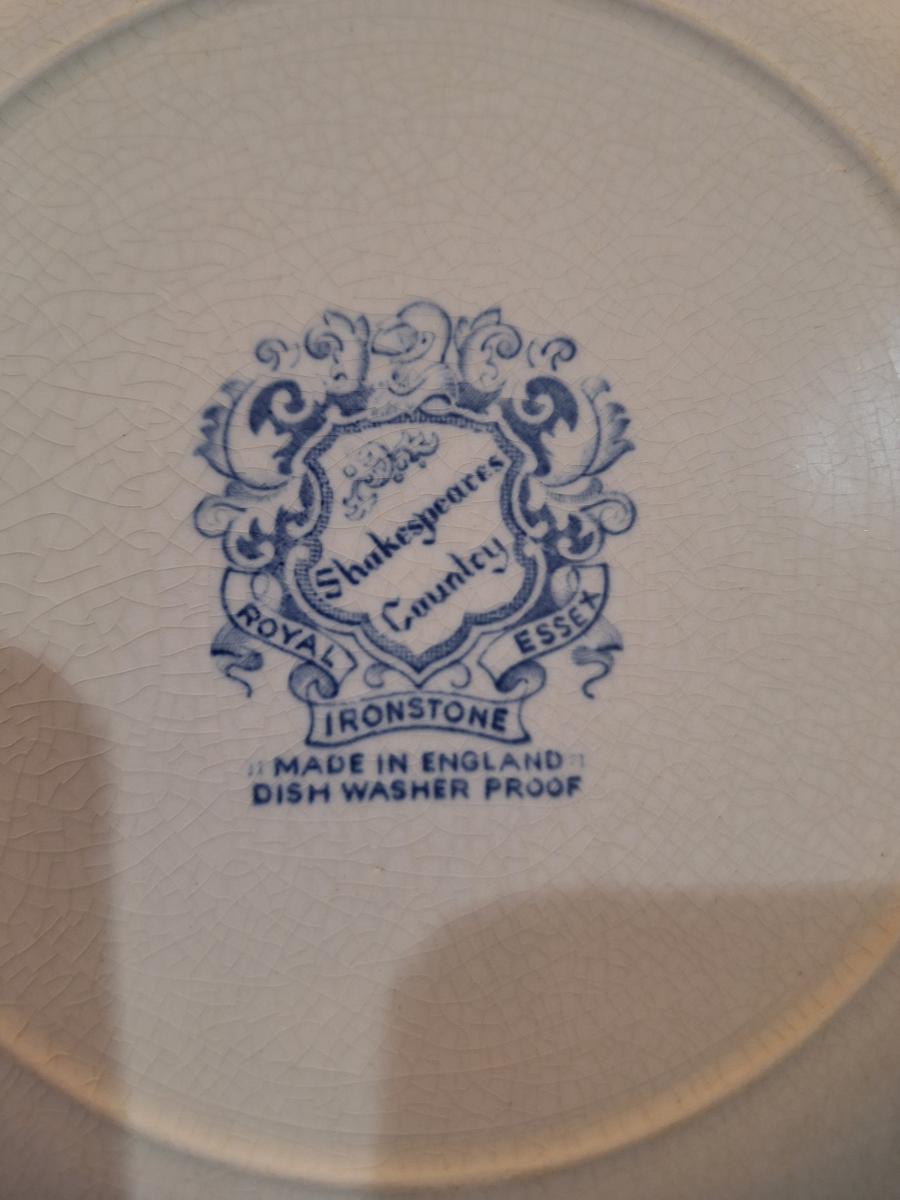 Shakespeares
Country
ROYAL
ESSEX
IRONSTONE
MADE IN ENGLAND
DISH WASHER PROOF